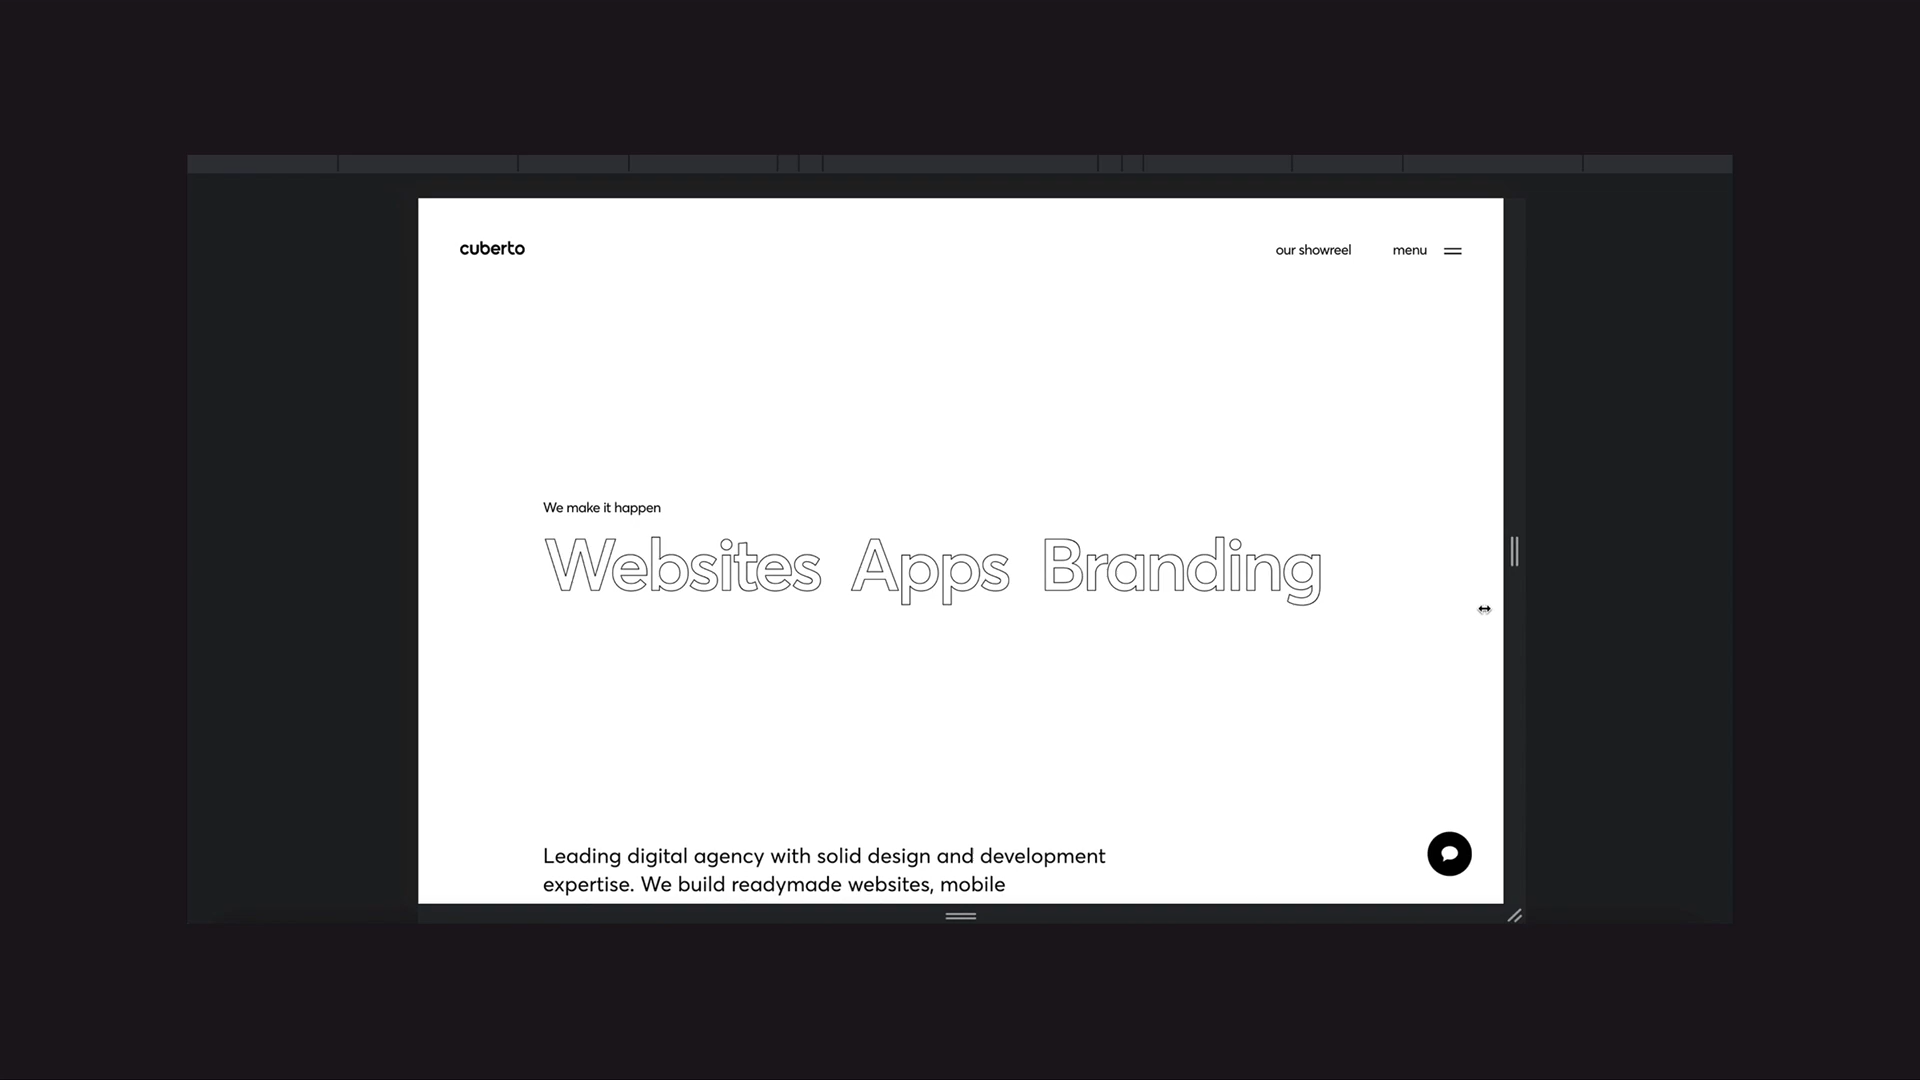 cuberto
our showreel
menu
We make it happen
Websites Apps Branding
Leading digital agency with solid design and development
expertise. We build readymade websites, mobile